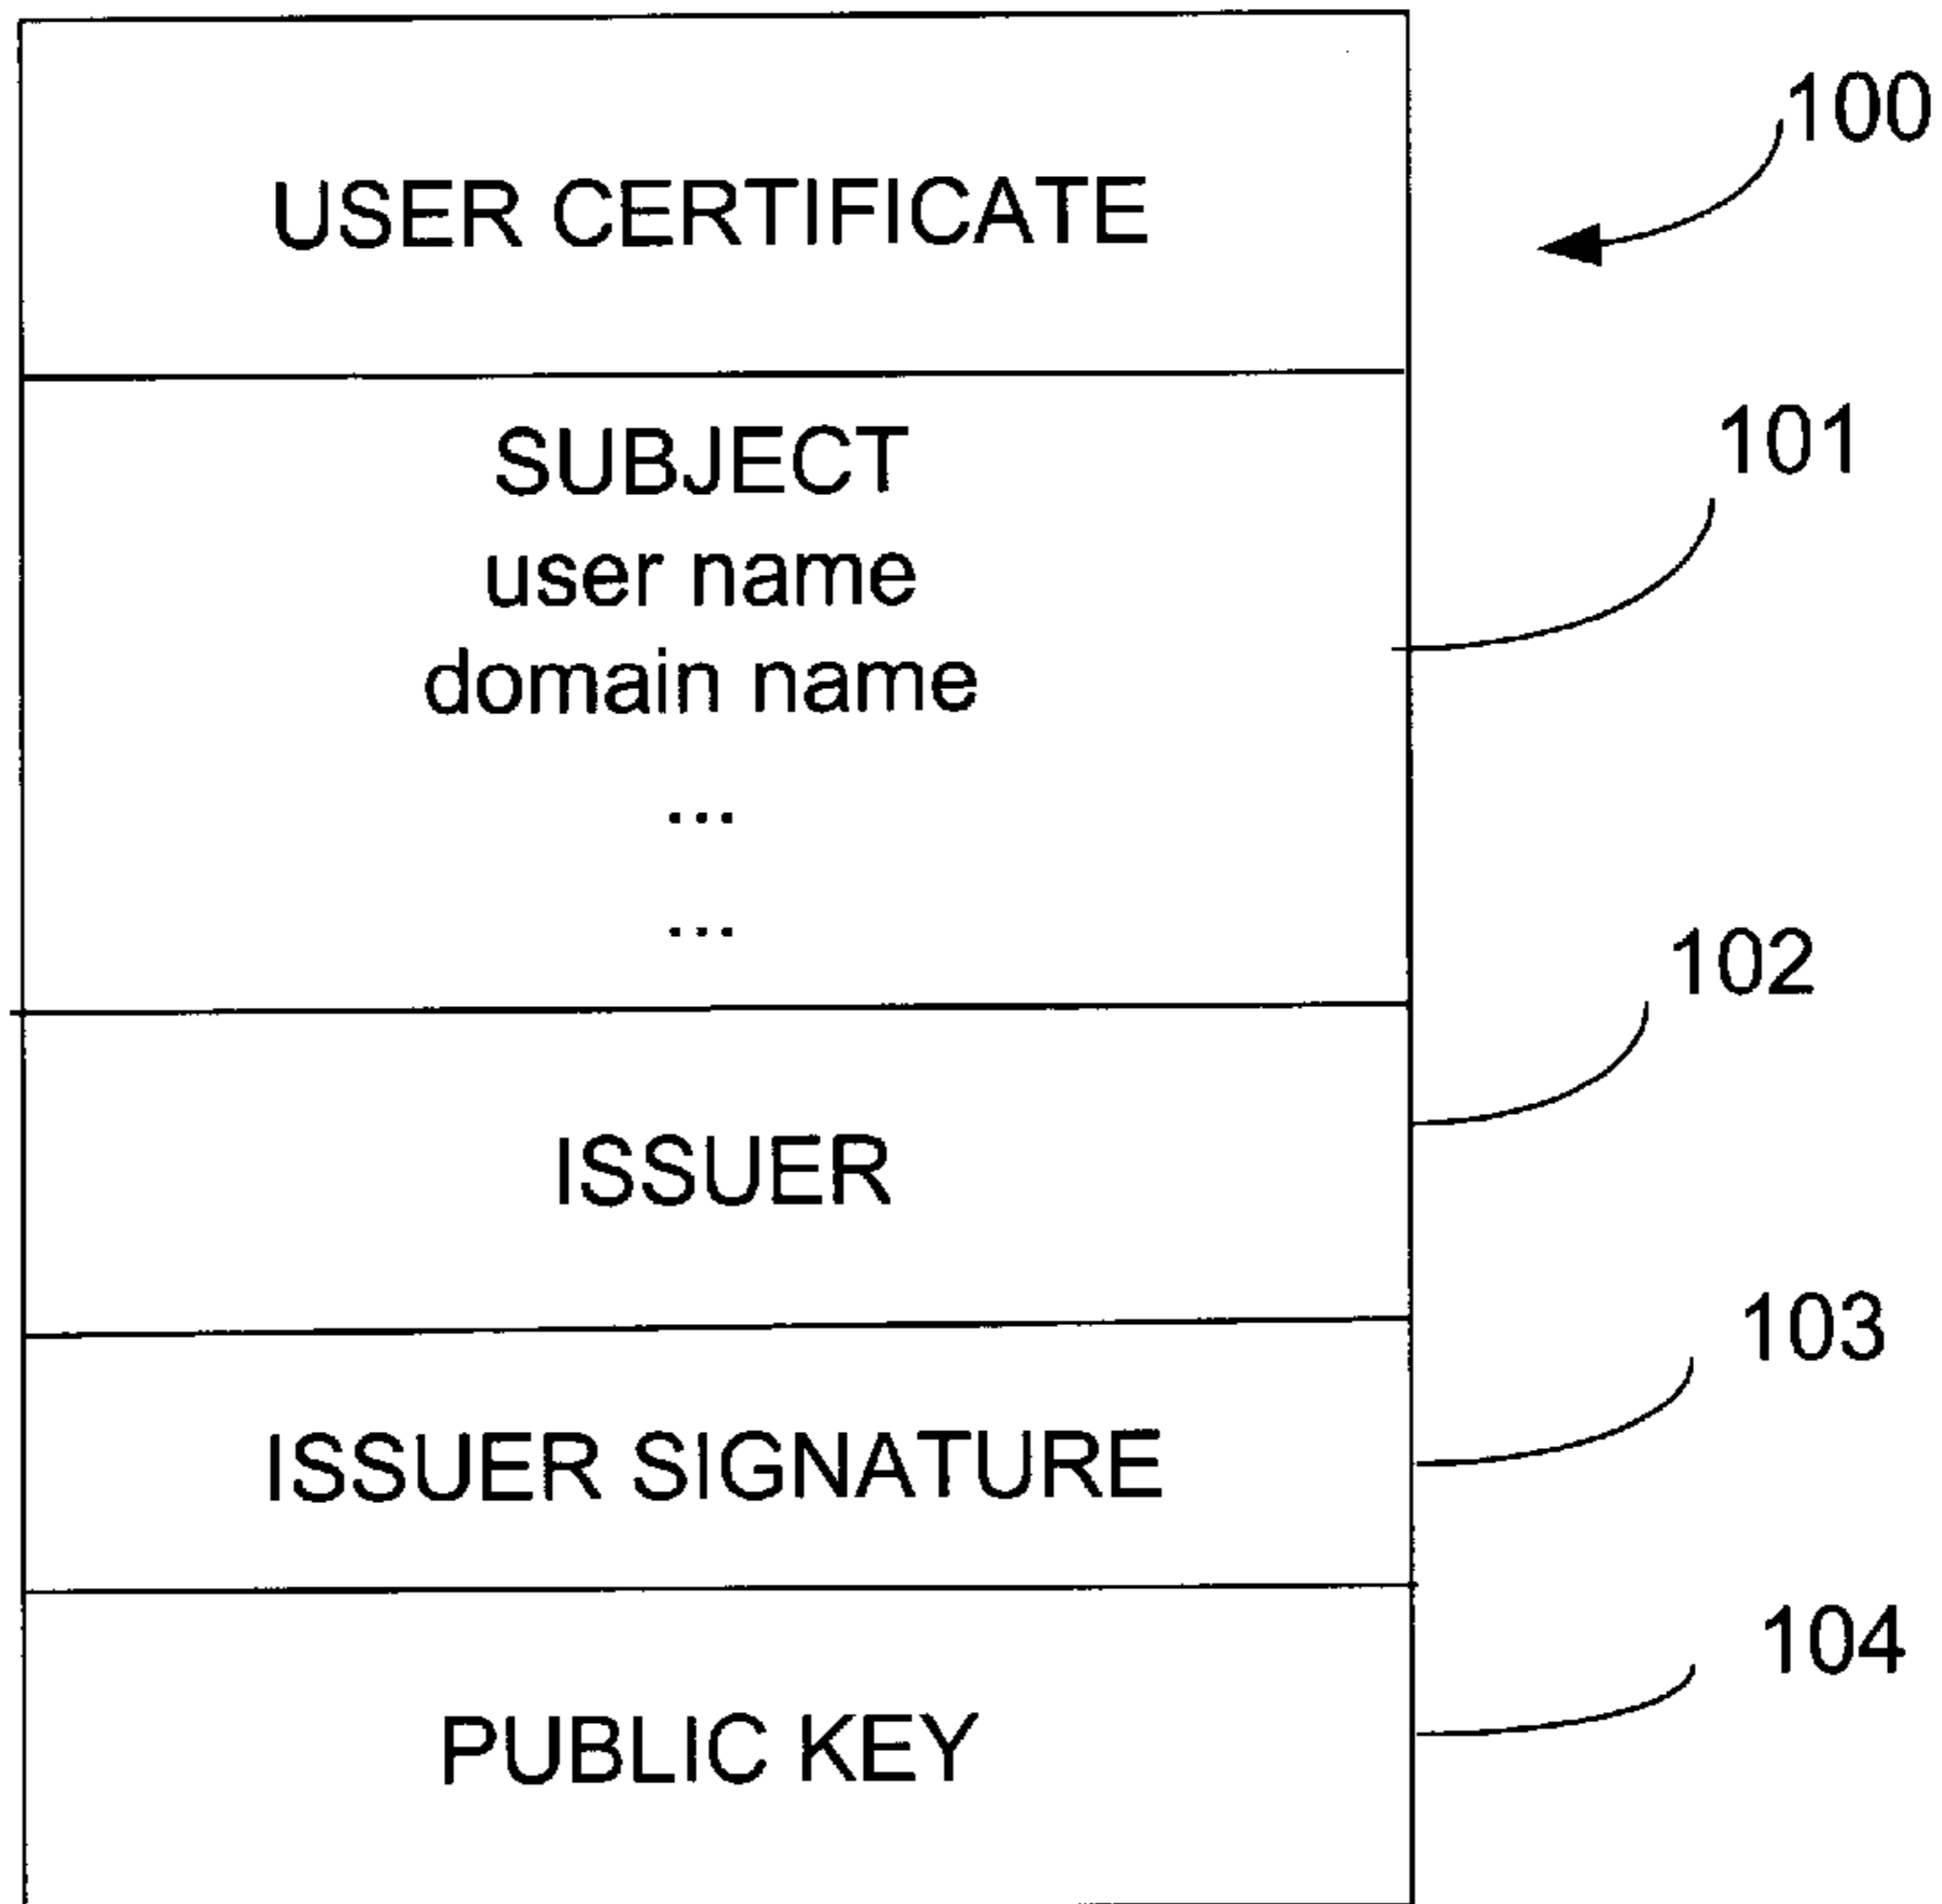 100
USER CERTIFICATE
101
SUBJECT
user name
domain name
...
...
102
ISSUER
103
ISSUER SIGNATURE
104
PUBLIC KEY